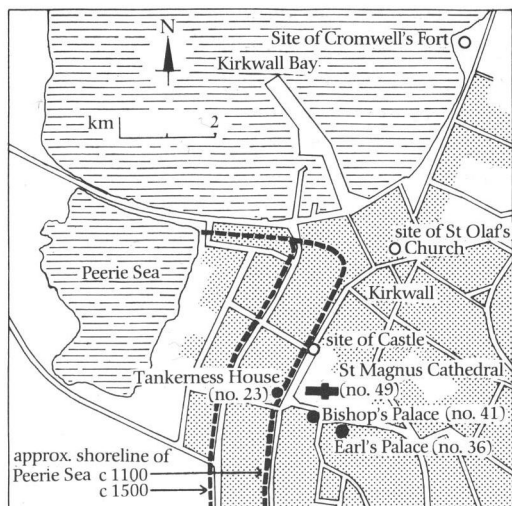 N
Site of Cromwell's Fort
Kirkwall Bay
km
2
site of St Olaf's
Church
Peerie Sea
Kirkwall
site of Castle
St Magnus Cathedral
(no. 49)
Tankerness House
(no. 23)
Bishop's Palace (no. 41)
Earl's Palace (no. 36)
approx. shoreline of
Peerie Sea c 1100
c 1500